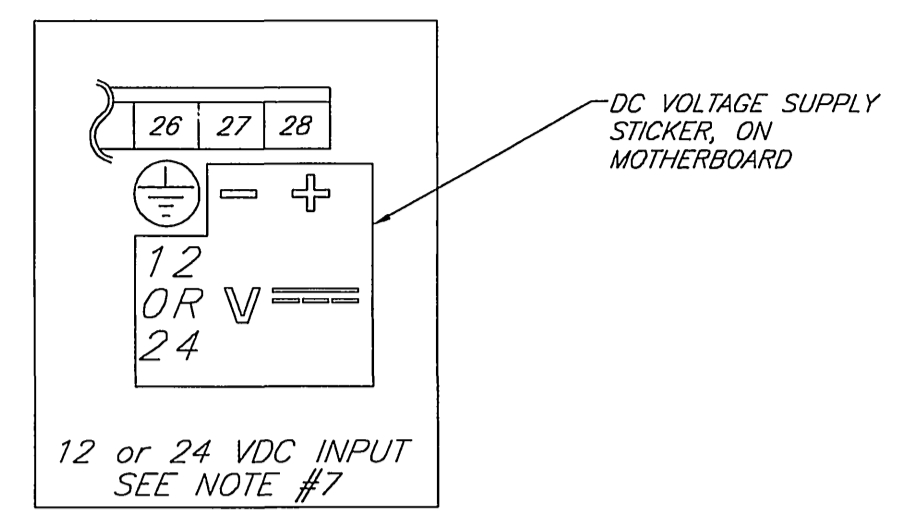 26 27 28
DC VOLTAGE SUPPLY
STICKER, ON
MOTHERBOARD
- +
12
OR V
24
12 or 24 VDC INPUT
SEE NOTE #7